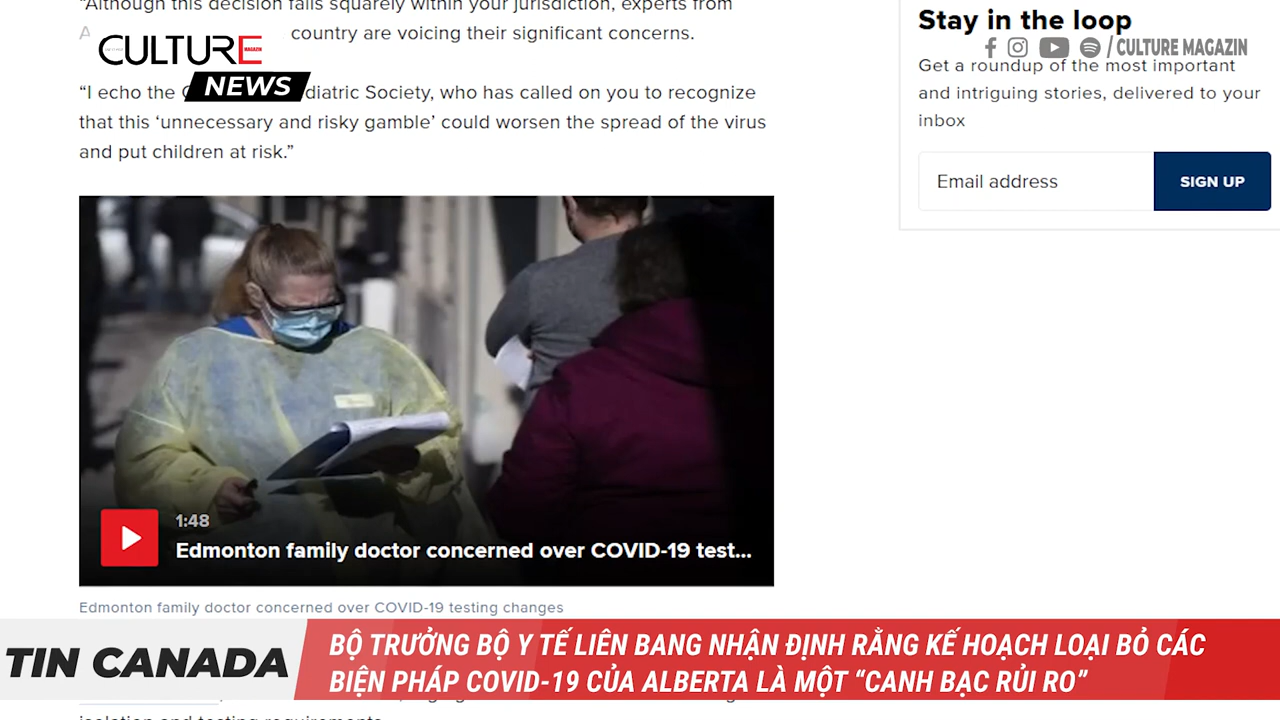 “Although this decision falls squarely within your jurisdiction, experts from
A country are voicing their significant concerns.
CULTURE
MAGAZIN
NEWS
“I echo the diatric Society, who has called on you to recognize
that this ‘unnecessary and risky gamble’ could worsen the spread of the virus
and put children at risk.”
Stay in the loop
/ CULTURE MAGAZIN
Get a roundup of the most important
and intriguing stories, delivered to your
inbox
Email address
SIGN UP
1:48
Edmonton family doctor concerned over COVID-19 test...
Edmonton family doctor concerned over COVID-19 testing changes
TIN CANADA
BỘ TRƯỞNG BỘ Y TẾ LIÊN BANG NHẬN ĐỊNH RẰNG KẾ HOẠCH LOẠI BỎ CÁC
BIỆN PHÁP COVID-19 CỦA ALBERTA LÀ MỘT “CANH BẠC RỦI RO”
isolation and testing requirements